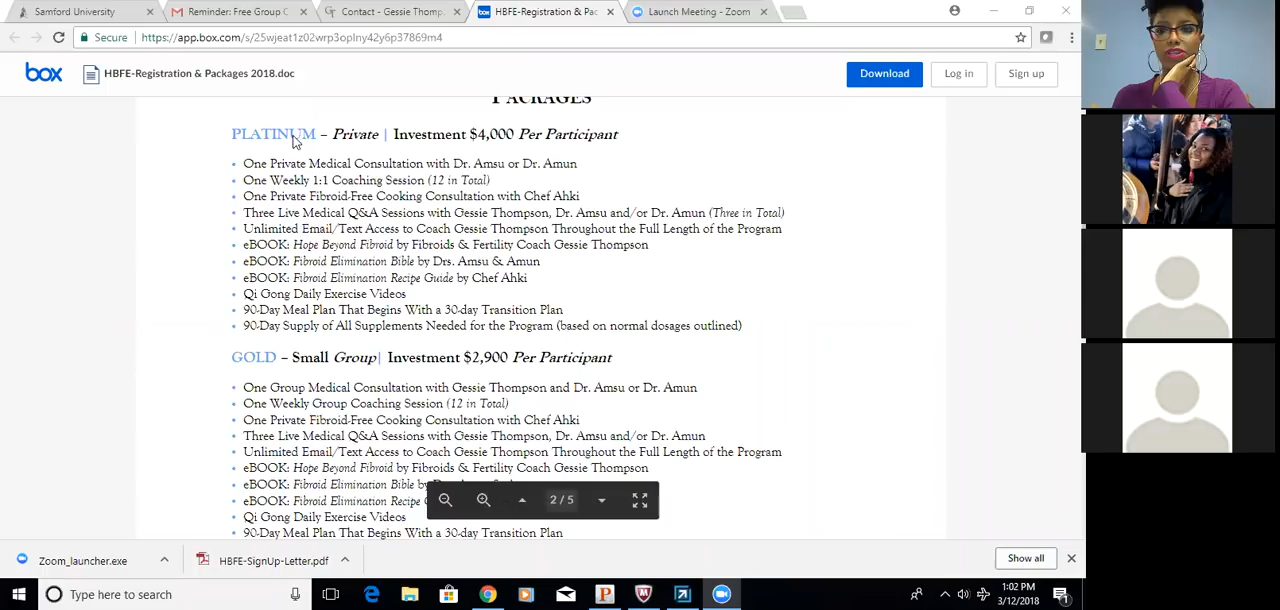 Samford University
Reminder: Free Group C
Contact - Gessie Thomp
HBFE-Registration & Pac
Launch Meeting - Zoom
Secure
https://app.box.com/s/25wjeat1z02wrp3oplny42y6p37869m4
box
HBFE-Registration & Packages 2018.doc
Download
Log in
Sign up
PACKAGES
PLATINUM – Private | Investment $4,000 Per Participant
• One Private Medical Consultation with Dr. Amsu or Dr. Amun
• One Weekly 1:1 Coaching Session (12 in Total)
• One Private Fibroid-Free Cooking Consultation with Chef Ahki
• Three Live Medical Q&A Sessions with Gessie Thompson, Dr. Amsu and/or Dr. Amun (Three in Total)
• Unlimited Email/Text Access to Coach Gessie Thompson Throughout the Full Length of the Program
• eBOOK: Hope Beyond Fibroid by Fibroids & Fertility Coach Gessie Thompson
• eBOOK: Fibroid Elimination Bible by Drs. Amsu & Amun
• eBOOK: Fibroid Elimination Recipe Guide by Chef Ahki
• Qi Gong Daily Exercise Videos
• 90-Day Meal Plan That Begins With a 30-day Transition Plan
• 90-Day Supply of All Supplements Needed for the Program (based on normal dosages outlined)
GOLD – Small Group| Investment $2,900 Per Participant
• One Group Medical Consultation with Gessie Thompson and Dr. Amsu or Dr. Amun
• One Weekly Group Coaching Session (12 in Total)
• One Private Fibroid-Free Cooking Consultation with Chef Ahki
• Three Live Medical Q&A Sessions with Gessie Thompson, Dr. Amsu and/or Dr. Amun
• Unlimited Email/Text Access to Coach Gessie Thompson Throughout the Full Length of the Program
• eBOOK: Hope Beyond Fibroid by Fibroids & Fertility Coach Gessie Thompson
• eBOOK: Fibroid Elimination Bible by
• eBOOK: Fibroid Elimination Recipe
• Qi Gong Daily Exercise Videos
• 90-Day Meal Plan That Begins With a 30-day Transition Plan
2 / 5
Zoom_launcher.exe
HBFE-SignUp-Letter.pdf
Show all
Type here to search
1:02 PM
3/12/2018
1